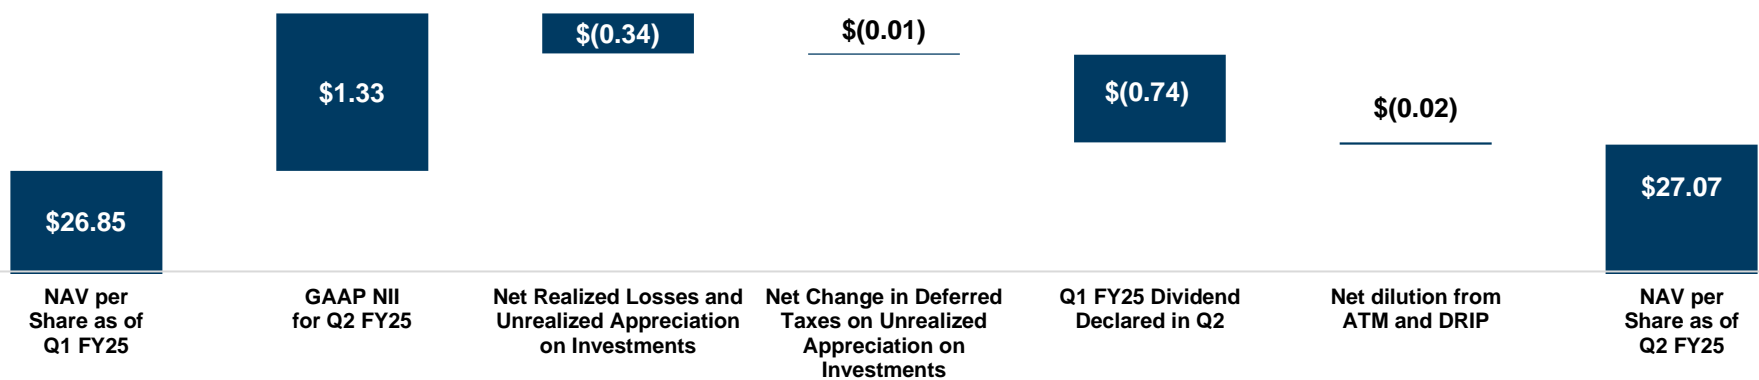 $26.85
$1.33
$(0.34)
$(0.01)
$(0.74)
$(0.02)
$27.07
NAV per
Share as of
Q1 FY25
GAAP NII
for Q2 FY25
Net Realized Losses and
Unrealized Appreciation
on Investments
Net Change in Deferred
Taxes on Unrealized
Appreciation on
Investments
Q1 FY25 Dividend
Declared in Q2
Net dilution from
ATM and DRIP
NAV per
Share as of
Q2 FY25